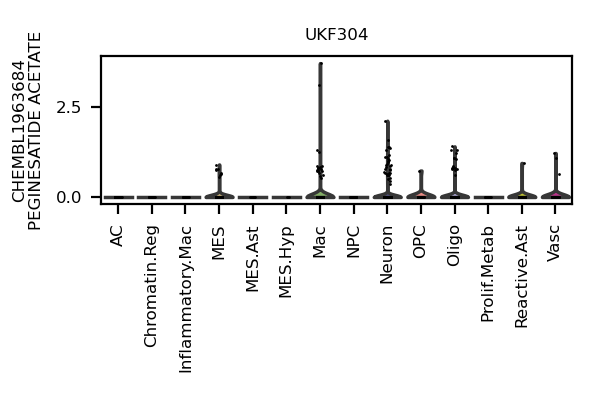 UKF304
CHEMBL1963684
PEGINESATIDE ACETATE
2.5
0.0
AC
Chromatin.Reg
Inflammatory.Mac
MES
MES.Ast
MES.Hyp
Mac
NPC
Neuron
OPC
Oligo
Prolif.Metab
Reactive.Ast
Vasc